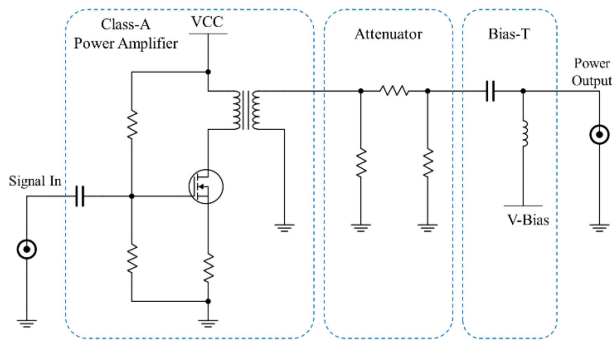 Class-A
Power Amplifier
VCC
Attenuator
Bias-T
Power
Output
Signal In
V-Bias